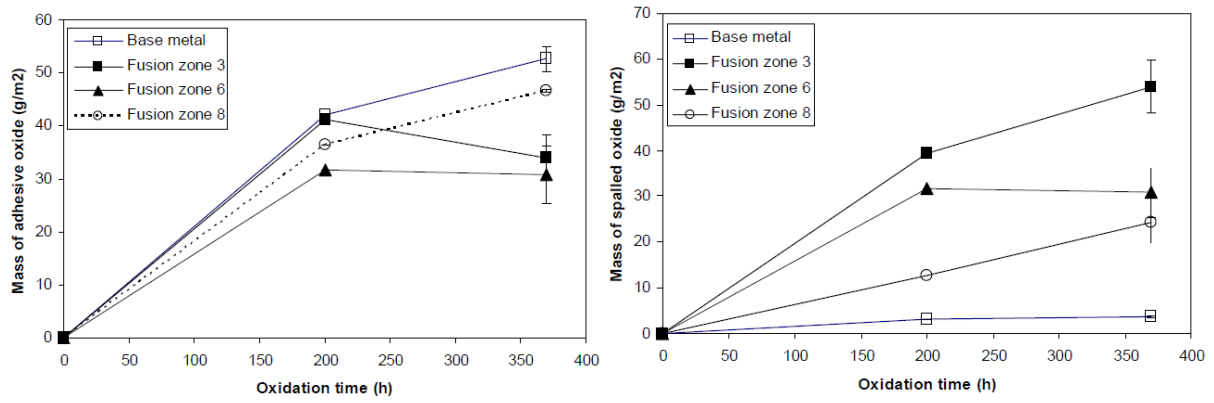 60
50
40
30
20
10
0
Mass of adhesive oxide (g/m2)
Base metal
Fusion zone 3
Fusion zone 6
Fusion zone 8
0 50 100 150 200 250 300 350 400
Oxidation time (h)
70
60
50
40
30
20
10
0
Mass of spalled oxide (g/m2)
Base metal
Fusion zone 3
Fusion zone 6
Fusion zone 8
0 50 100 150 200 250 300 350 400
Oxidation time (h)